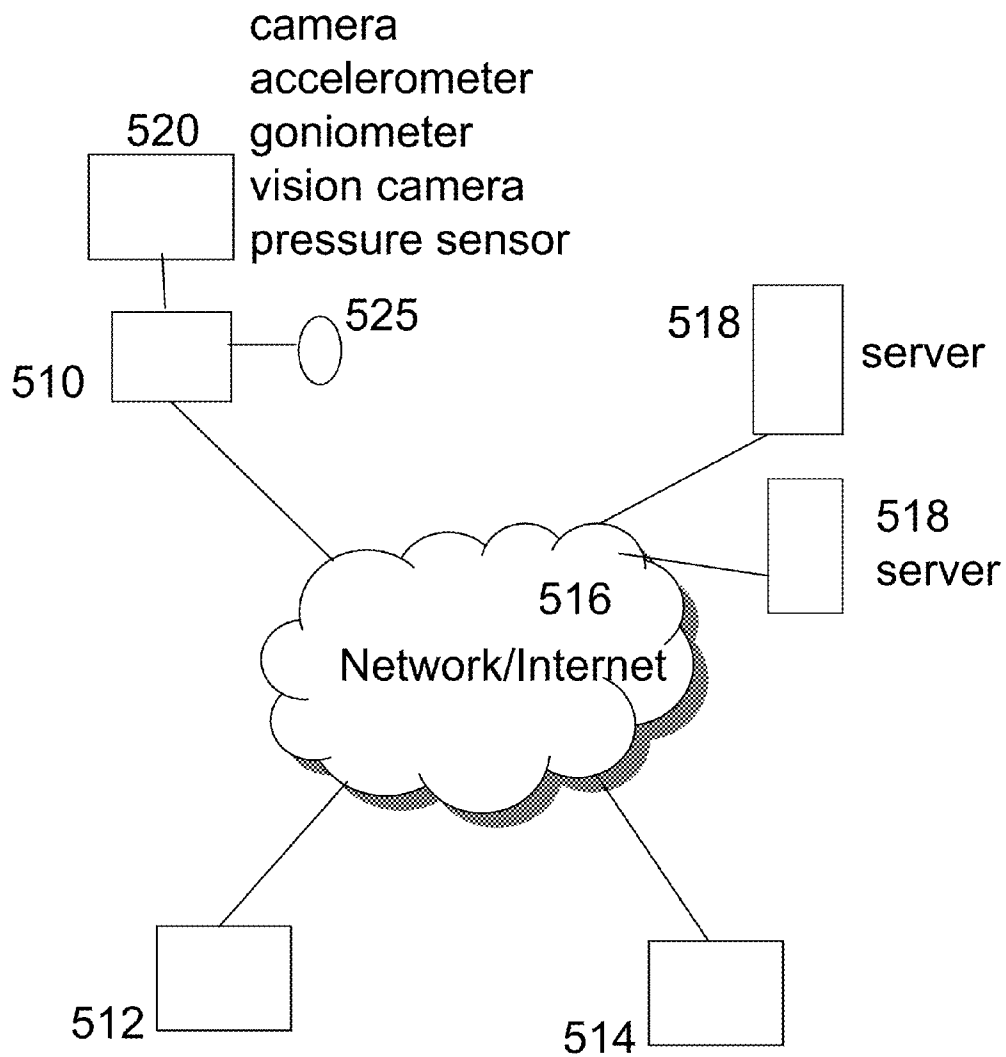 camera
accelerometer
520 goniometer
vision camera
pressure sensor
525
518
server
510
518
server
516
Network/Internet
512
514